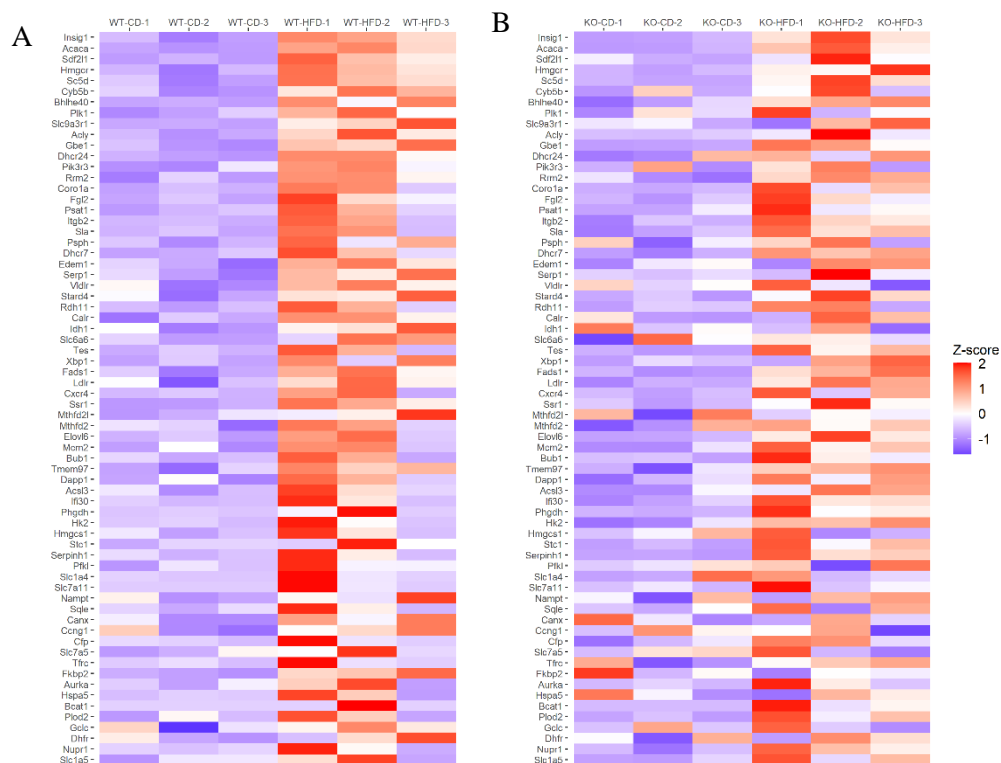 A
WT-CD-1 WT-CD-2 WT-CD-3 WT-HFD-1 WT-HFD-2 WT-HFD-3
Insig1
Acaca
Sdf2l1
Hmgcr
Sc5d
Cyb5b
Bhlhe40
Plk1
Slc9a3r1
Acly
Gbe1
Dhcr24
Pik3r3
Rrm2
Coro1a
Fgl2
Psat1
Itgb2
Sla
Psph
Dhcr7
Edem1
Serp1
Vldlr
Stard4
Rdh11
Calr
Idh1
Slc6a6
Tes
Xbp1
Fads1
Ldlr
Cxcr4
Ssr1
Mthfd2l
Mthfd2
Elovl6
Mcm2
Bub1
Tmem97
Dapp1
Acsl3
Ifi30
Phgdh
Hk2
Hmgcs1
Stc1
Serpinh1
Pfkl
Slc1a4
Slc7a11
Nampt
Sqle
Canx
Ccng1
Cfp
Slc7a5
Tfrc
Fkbp2
Aurka
Hspa5
Bcat1
Plod2
Gclc
Dhfr
Nupr1
Slc1a5
B
KO-CD-1 KO-CD-2 KO-CD-3 KO-HFD-1 KO-HFD-2 KO-HFD-3
Insig1
Acaca
Sdf2l1
Hmgcr
Sc5d
Cyb5b
Bhlhe40
Plk1
Slc9a3r1
Acly
Gbe1
Dhcr24
Pik3r3
Rrm2
Coro1a
Fgl2
Psat1
Itgb2
Sla
Psph
Dhcr7
Edem1
Serp1
Vldlr
Stard4
Rdh11
Calr
Idh1
Slc6a6
Tes
Xbp1
Fads1
Ldlr
Cxcr4
Ssr1
Mthfd2l
Mthfd2
Elovl6
Mcm2
Bub1
Tmem97
Dapp1
Acsl3
Ifi30
Phgdh
Hk2
Hmgcs1
Stc1
Serpinh1
Pfkl
Slc1a4
Slc7a11
Nampt
Sqle
Canx
Ccng1
Cfp
Slc7a5
Tfrc
Fkbp2
Aurka
Hspa5
Bcat1
Plod2
Gclc
Dhfr
Nupr1
Slc1a5
Z-score
2
1
0
-1